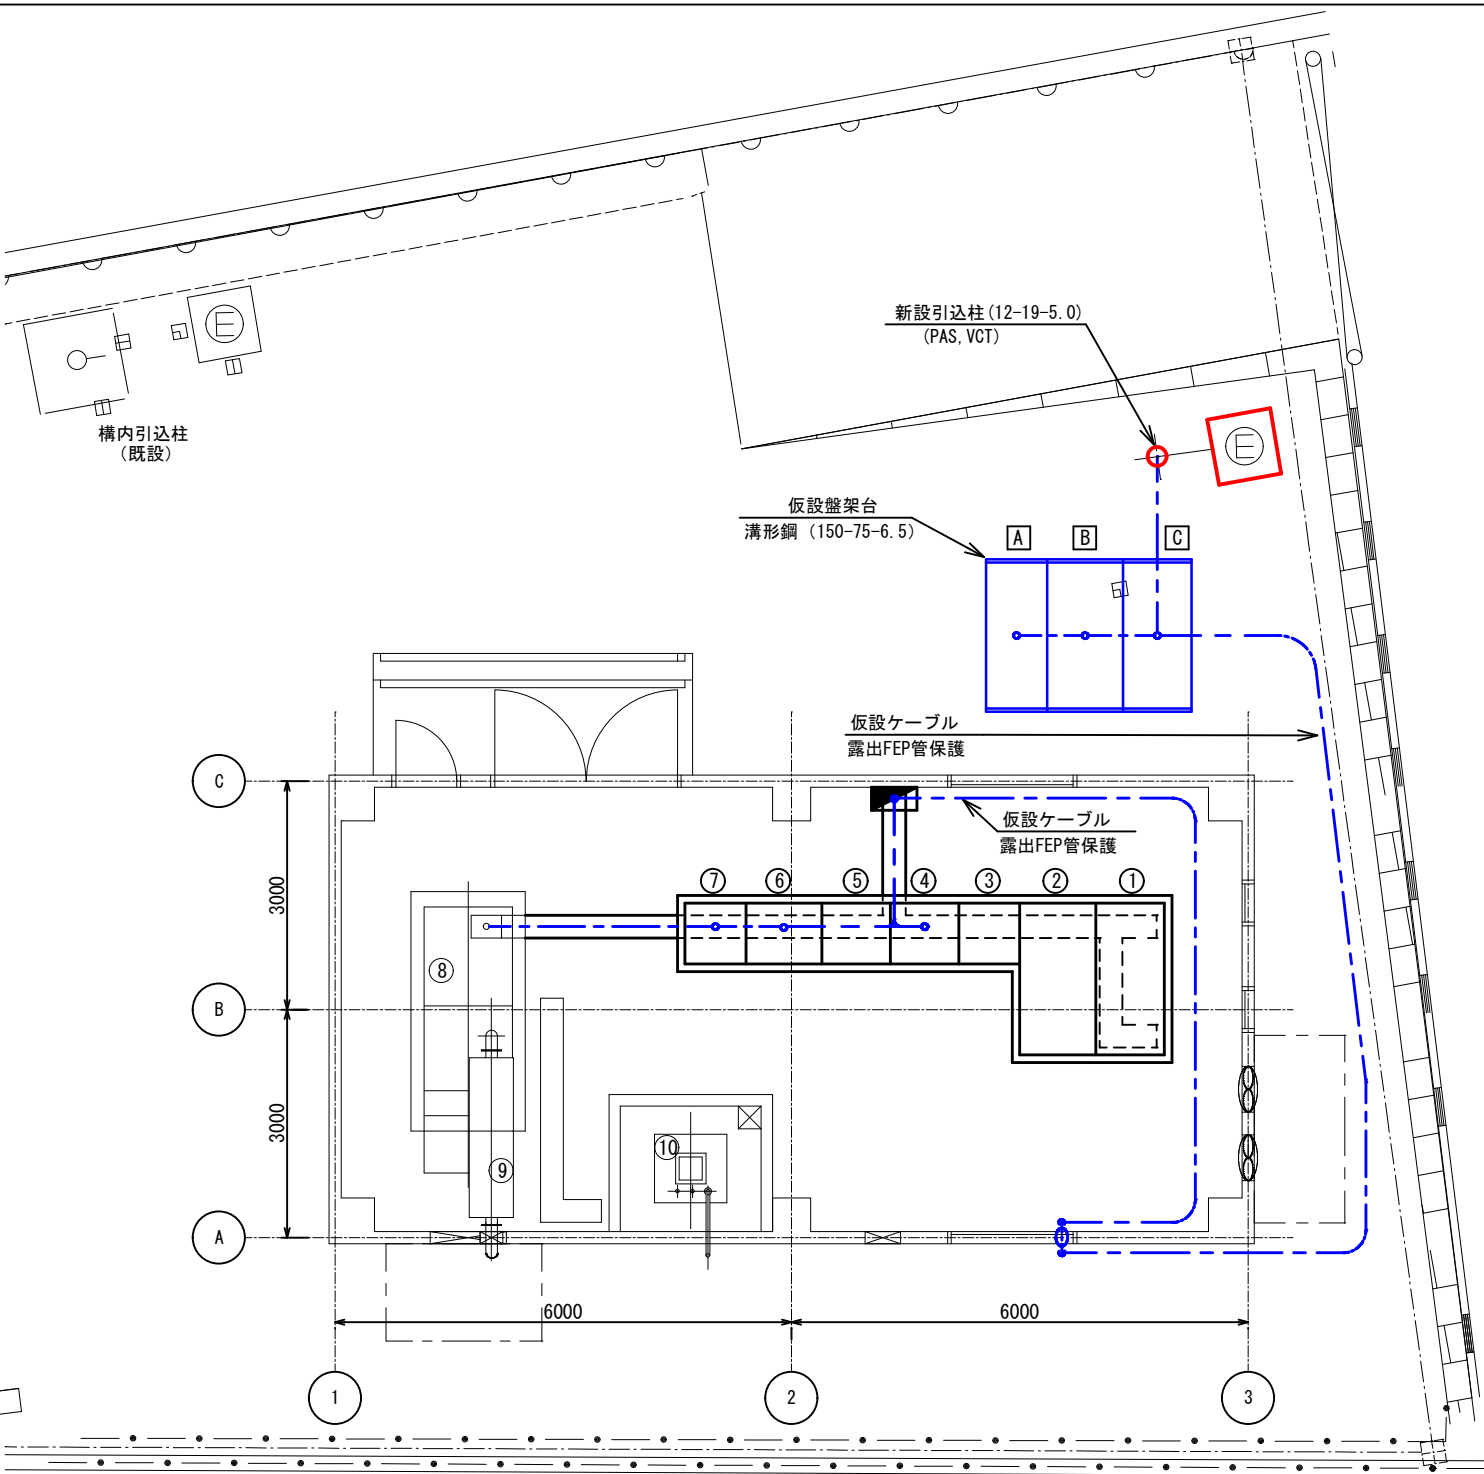 新設引込柱(12-19-5.0)
(PAS,VCT)
E
E
構内引込柱
(既設)
仮設盤架台
溝形鋼 (150-75-6.5)
A
B
C
仮設ケーブル
露出FEP管保護
C
仮設ケーブル
露出FEP管保護
3000
⑦
⑥
⑤
④
③
②
①
⑧
B
3000
⑩
⑨
A
6000
6000
1
2
3